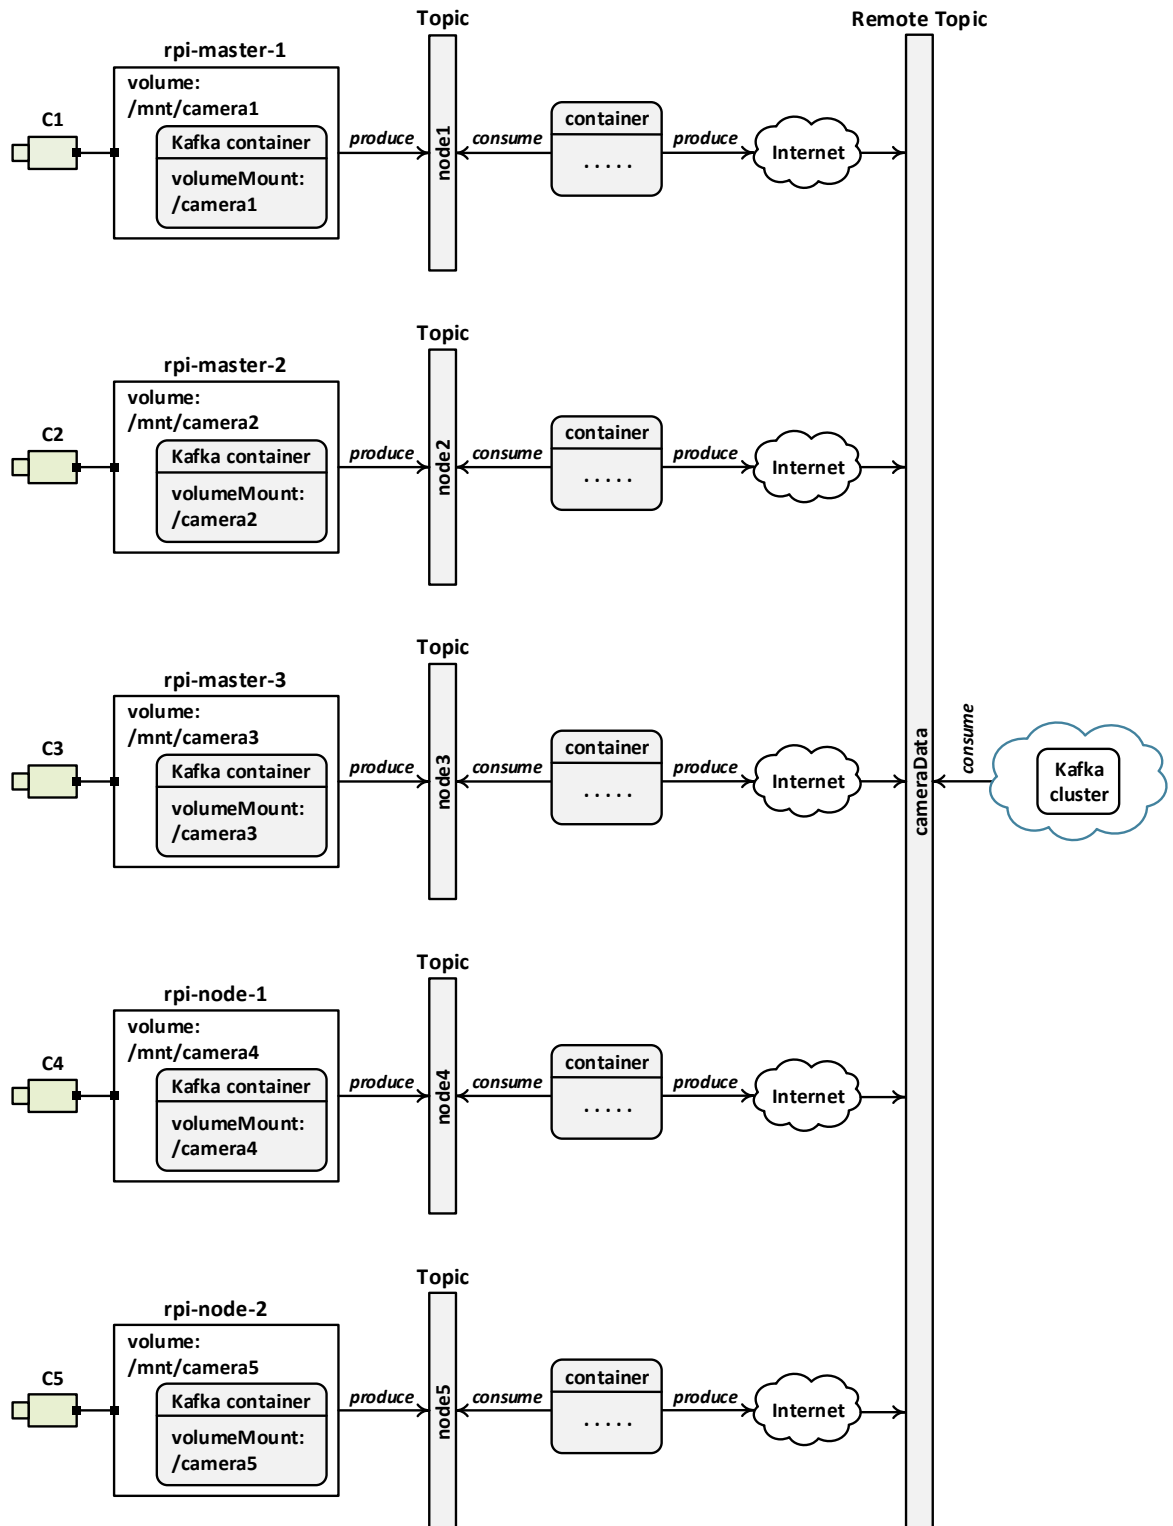 Topic
Remote Topic
rpi-master-1
volume:
/mnt/camera1
C1
Kafka container
volumeMount:
/camera1
produce
node1
consume
container
. . . . .
produce
Internet
Topic
rpi-master-2
volume:
/mnt/camera2
C2
Kafka container
volumeMount:
/camera2
produce
node2
consume
container
. . . . .
produce
Internet
Topic
rpi-master-3
volume:
/mnt/camera3
C3
Kafka container
volumeMount:
/camera3
produce
node3
consume
container
. . . . .
produce
Internet
cameraData
consume
Kafka
cluster
Topic
rpi-node-1
volume:
/mnt/camera4
C4
Kafka container
volumeMount:
/camera4
produce
node4
consume
container
. . . . .
produce
Internet
Topic
rpi-node-2
volume:
/mnt/camera5
C5
Kafka container
volumeMount:
/camera5
produce
node5
consume
container
. . . . .
produce
Internet